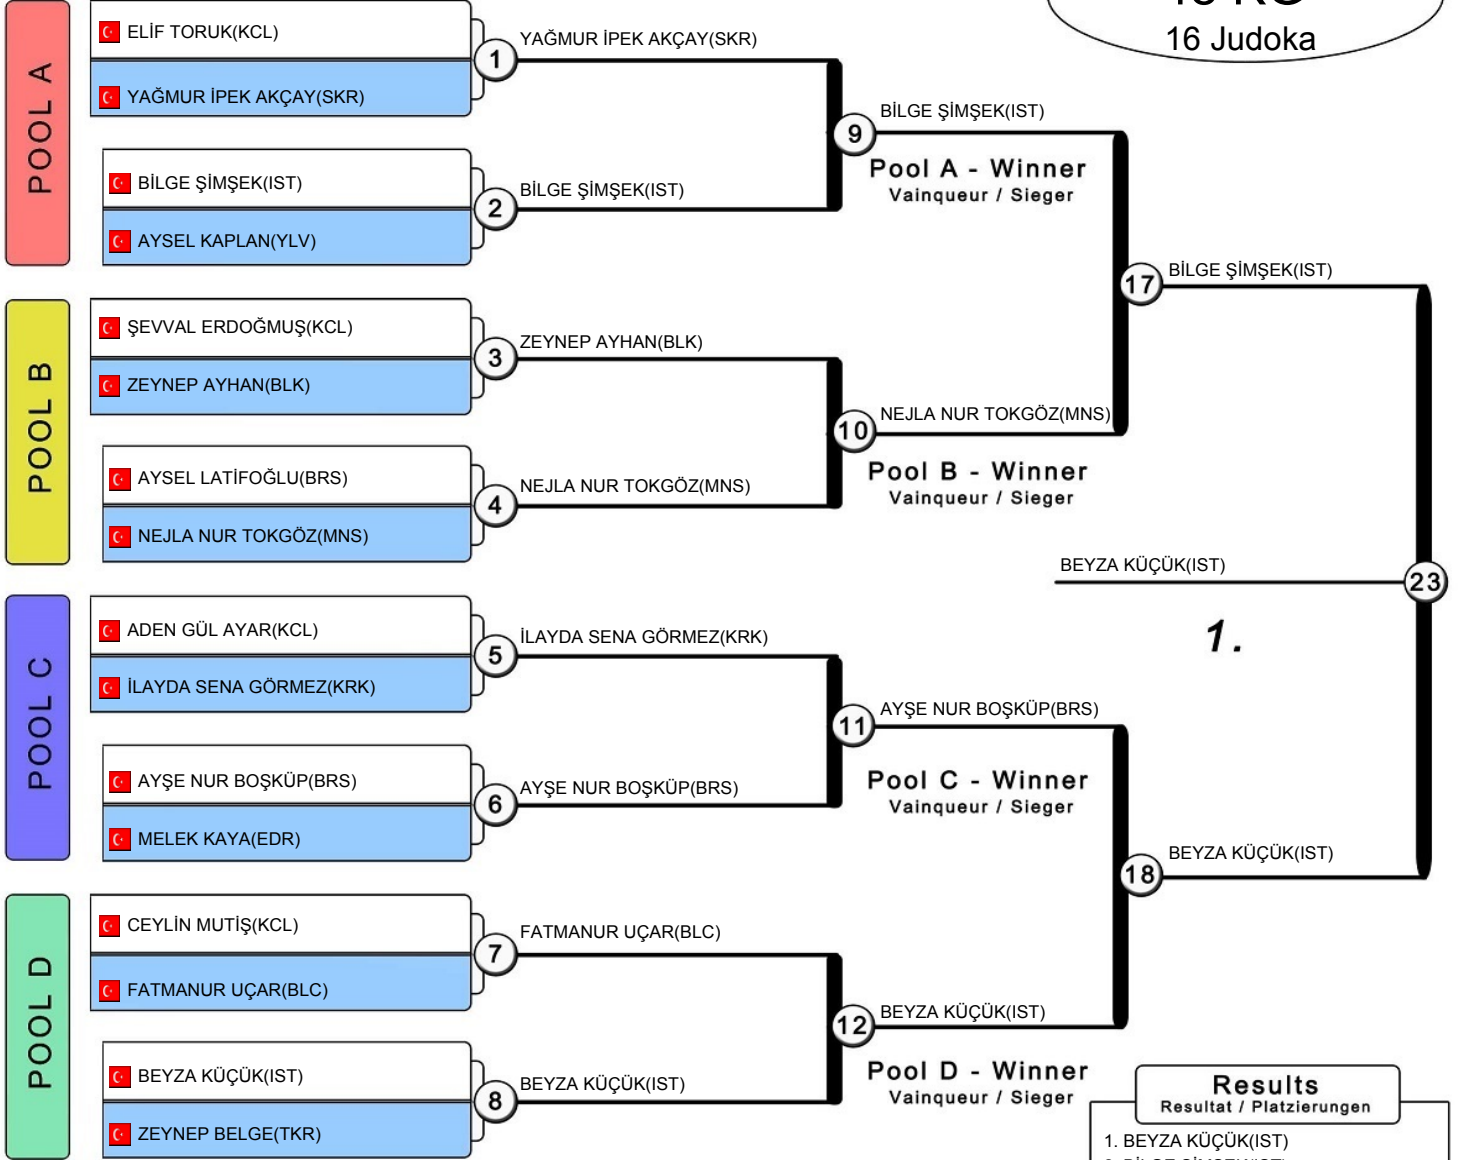 16 Judoka
POOL A
ELİF TORUK(KCL)
YAĞMUR İPEK AKÇAY(SKR)
1
YAĞMUR İPEK AKÇAY(SKR)
BİLGE ŞİMŞEK(IST)
AYSEL KAPLAN(YLV)
2
BİLGE ŞİMŞEK(IST)
9
BİLGE ŞİMŞEK(IST)
Pool A - Winner
Vainqueur / Sieger
POOL B
ŞEVVAL ERDOĞMUŞ(KCL)
ZEYNEP AYHAN(BLK)
3
ZEYNEP AYHAN(BLK)
AYSEL LATİFOĞLU(BRS)
NEJLA NUR TOKGÖZ(MNS)
4
NEJLA NUR TOKGÖZ(MNS)
10
NEJLA NUR TOKGÖZ(MNS)
Pool B - Winner
Vainqueur / Sieger
17
BİLGE ŞİMŞEK(IST)
BEYZA KÜÇÜK(IST)
23
1.
POOL C
ADEN GÜL AYAR(KCL)
İLAYDA SENA GÖRMEZ(KRK)
5
İLAYDA SENA GÖRMEZ(KRK)
AYŞE NUR BOŞKÜP(BRS)
MELEK KAYA(EDR)
6
AYŞE NUR BOŞKÜP(BRS)
11
AYŞE NUR BOŞKÜP(BRS)
Pool C - Winner
Vainqueur / Sieger
18
BEYZA KÜÇÜK(IST)
POOL D
CEYLİN MUTİŞ(KCL)
FATMANUR UÇAR(BLC)
7
FATMANUR UÇAR(BLC)
BEYZA KÜÇÜK(IST)
ZEYNEP BELGE(TKR)
8
BEYZA KÜÇÜK(IST)
12
BEYZA KÜÇÜK(IST)
Pool D - Winner
Vainqueur / Sieger
Results
Resultat / Platzierungen
1. BEYZA KÜÇÜK(IST)